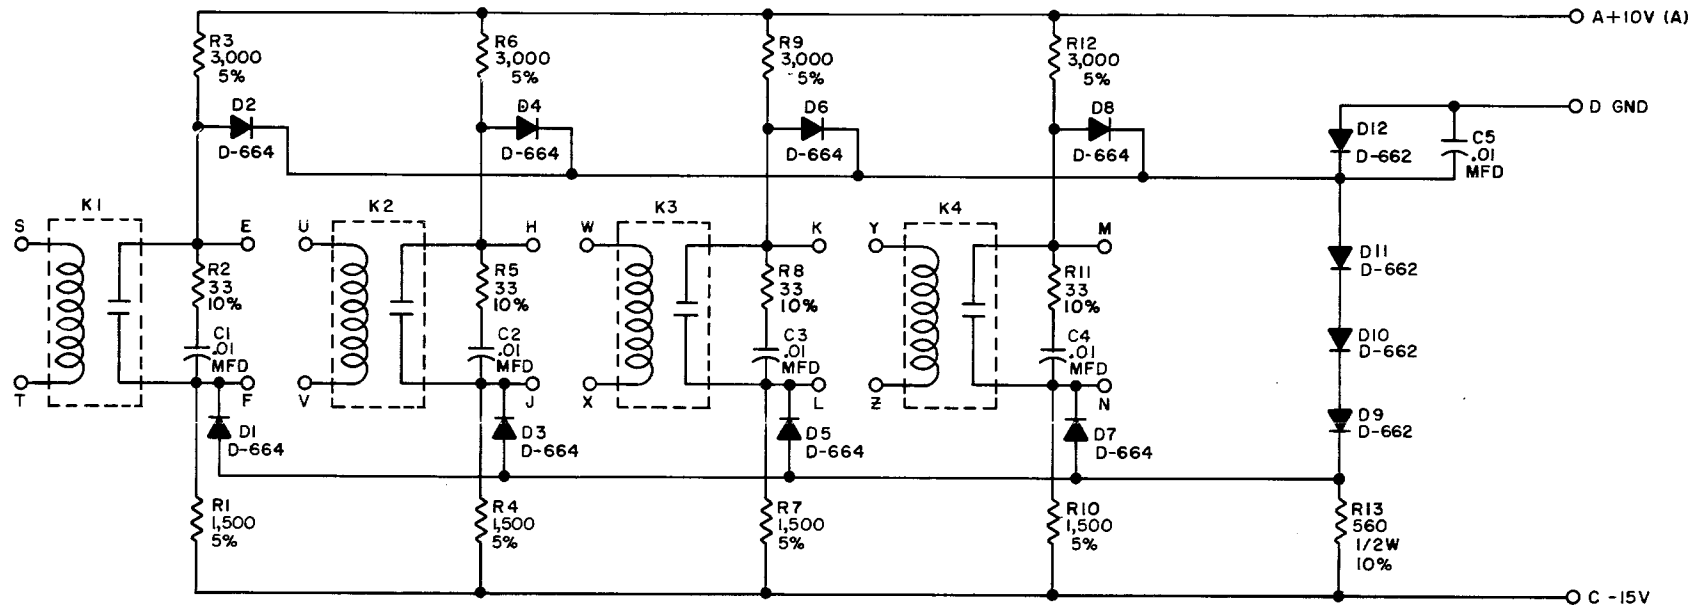 A+10V (A)
R3
3,000
5%
R6
3,000
5%
R9
3,000
5%
R12
3,000
5%
D2
D-664
D4
D-664
D6
D-664
D8
D-664
D GND
D12
D-662
C5
.01
MFD
K1
K2
K3
K4
S
E
U
H
W
K
Y
M
R2
33
10%
R5
33
10%
R8
33
10%
R11
33
10%
D11
D-662
C1
.01
MFD
C2
.01
MFD
C3
.01
MFD
C4
.01
MFD
D10
D-662
T
F
V
J
X
L
Z
N
D1
D-664
D3
D-664
D5
D-664
D7
D-664
D9
D-662
R1
1,500
5%
R4
1,500
5%
R7
1,500
5%
R10
1,500
5%
R13
560
1/2W
10%
C -15V